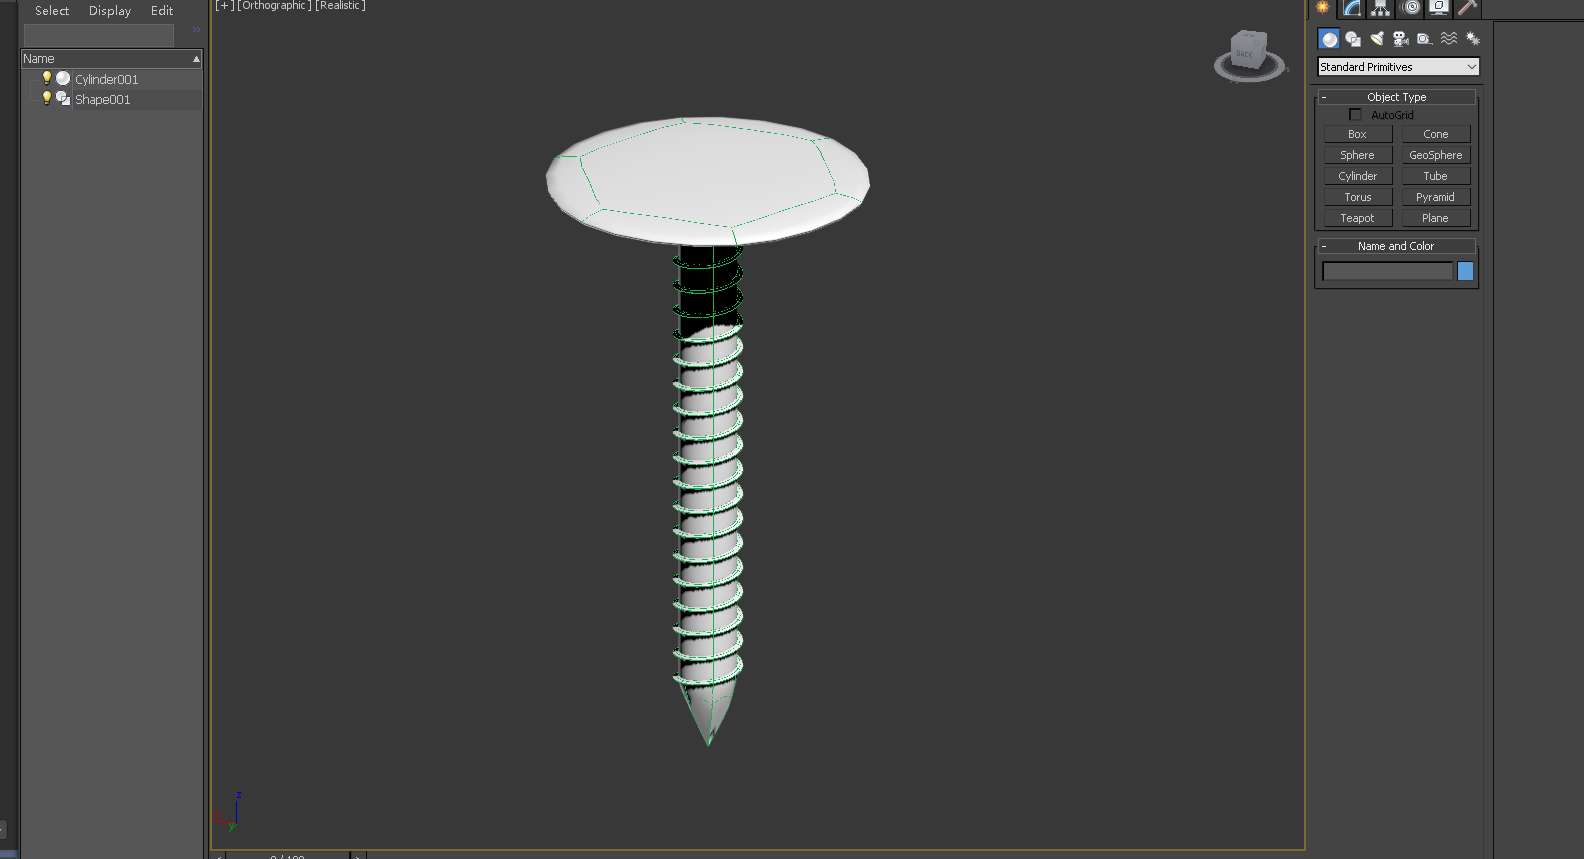 Select Display Edit
[+] [Orthographic] [Realistic]
Name
Cylinder001
Shape001
BACK
Standard Primitives
- Object Type
AutoGrid
Box Cone
Sphere GeoSphere
Cylinder Tube
Torus Pyramid
Teapot Plane
- Name and Color
z
y
0 / 100